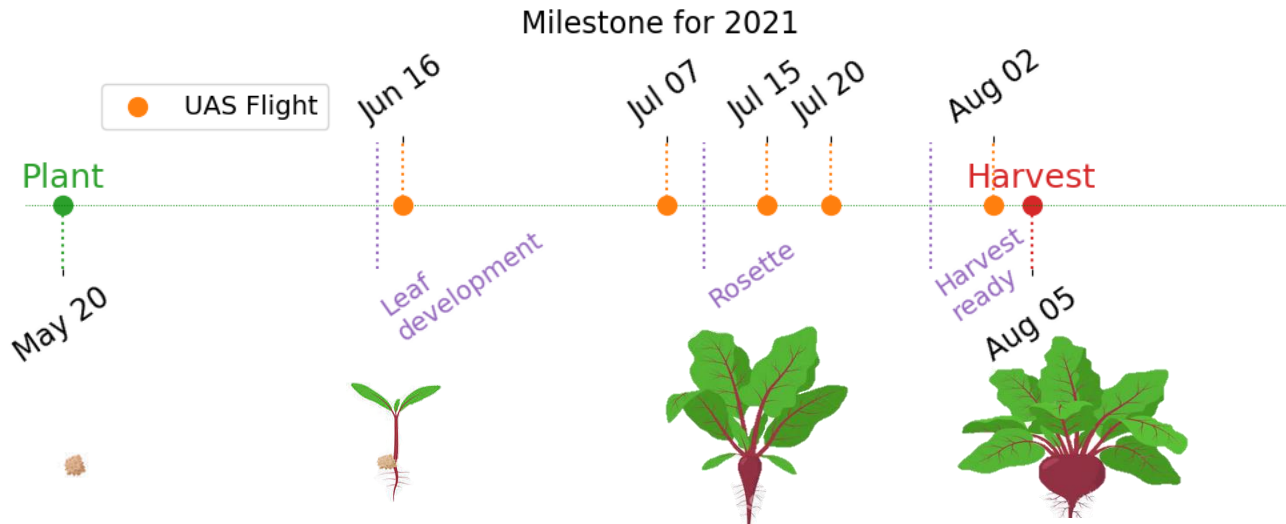 Milestone for 2021
UAS Flight
Jun 16
Jul 07
Jul 15
Jul 20
Aug 02
Plant
Harvest
May 20
Leaf
development
Rosette
Harvest
ready
Aug 05